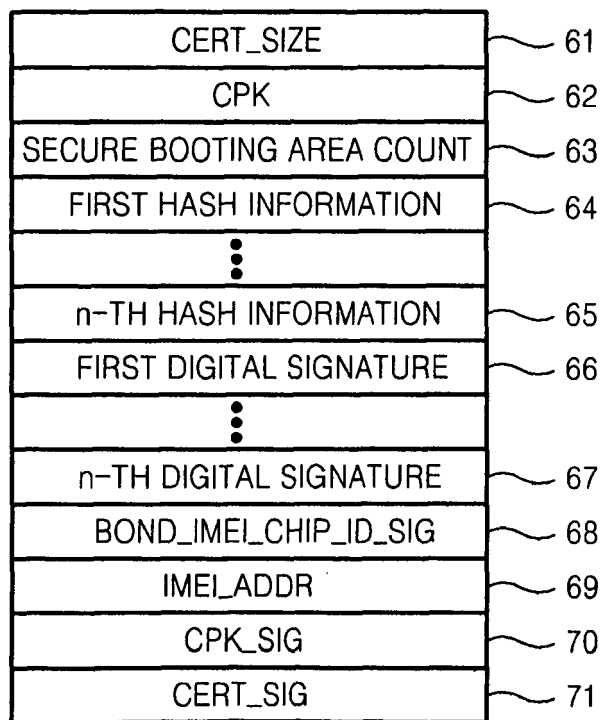 CERT_SIZE 61
CPK 62
SECURE BOOTING AREA COUNT 63
FIRST HASH INFORMATION 64
n-TH HASH INFORMATION 65
FIRST DIGITAL SIGNATURE 66
n-TH DIGITAL SIGNATURE 67
BOND_IMEI_CHIP_ID_SIG 68
IMEI_ADDR 69
CPK_SIG 70
CERT_SIG 71